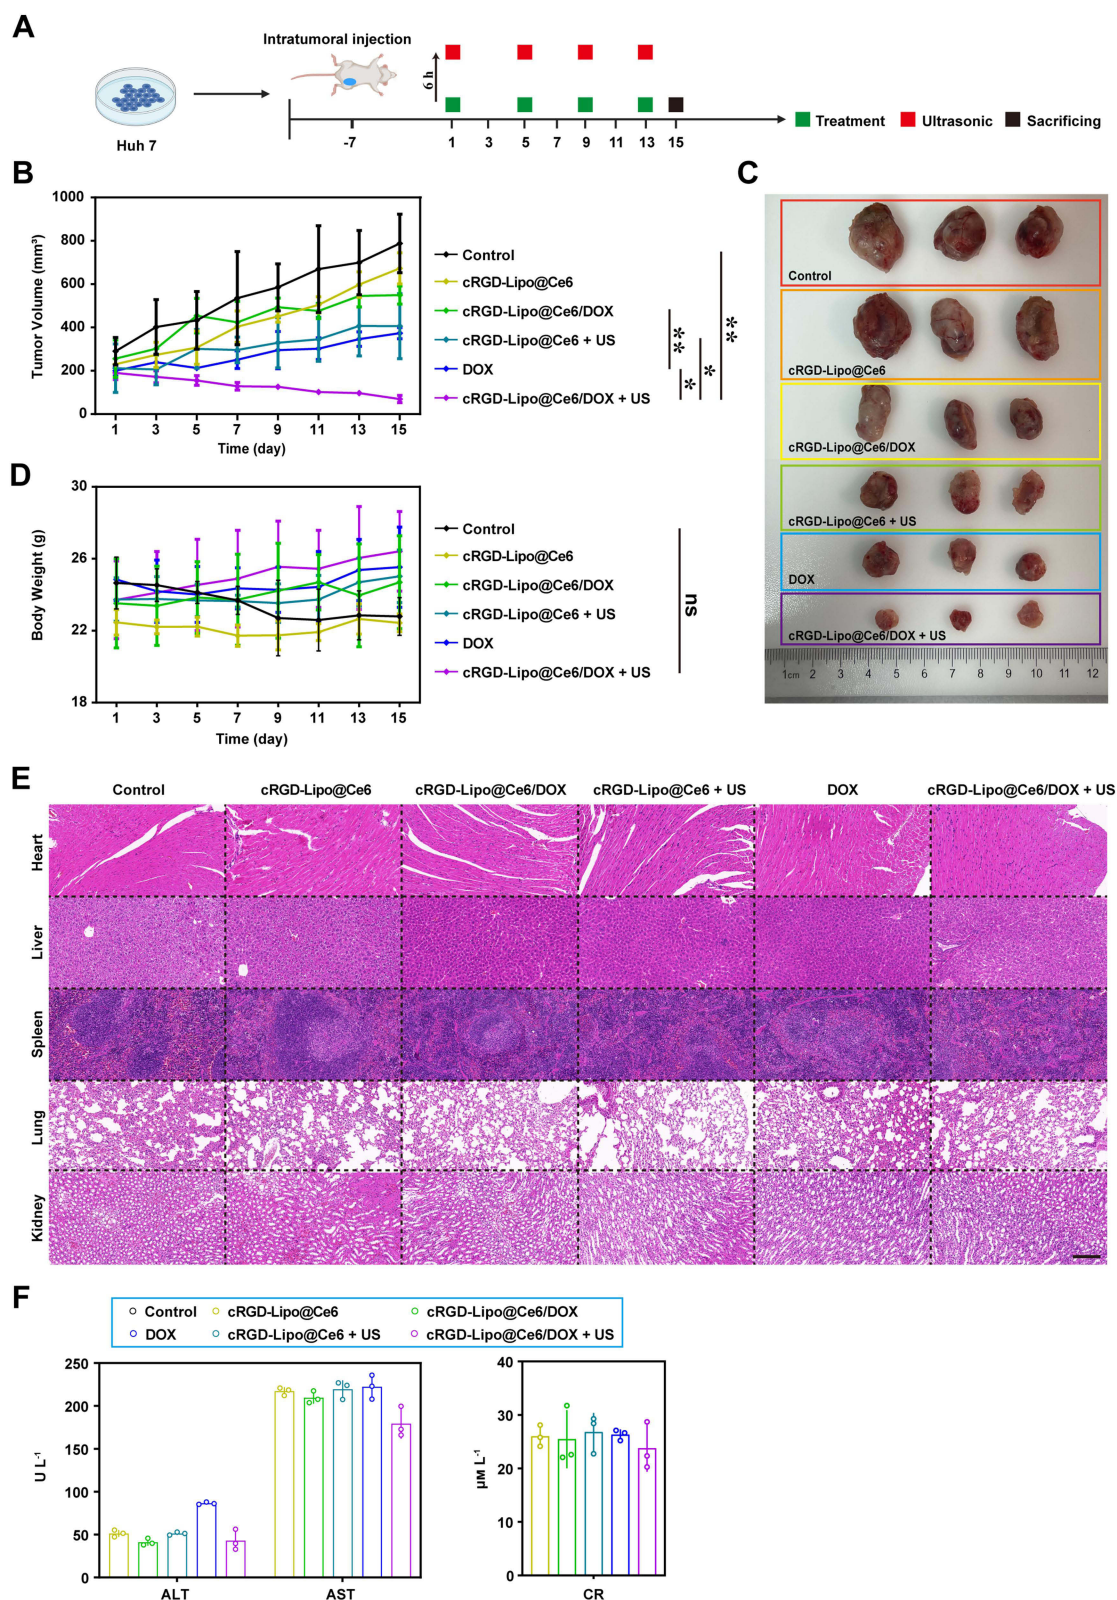 A
Intratumoral injection
6 h
Huh 7
-7
1 3 5 7 9 11 13 15
Treatment Ultrasonic Sacrificing
B
1000
800
600
400
200
0
Tumor Volume (mm³)
1 3 5 7 9 11 13 15
Time (day)
Control
cRGD-Lipo@Ce6
cRGD-Lipo@Ce6/DOX
cRGD-Lipo@Ce6 + US
DOX
cRGD-Lipo@Ce6/DOX + US
**
*
*
**
C
Control
cRGD-Lipo@Ce6
cRGD-Lipo@Ce6/DOX
cRGD-Lipo@Ce6 + US
DOX
cRGD-Lipo@Ce6/DOX + US
1cm 2 3 4 5 6 7 8 9 10 11 12
D
30
26
22
18
Body Weight (g)
1 3 5 7 9 11 13 15
Time (day)
Control
cRGD-Lipo@Ce6
cRGD-Lipo@Ce6/DOX
cRGD-Lipo@Ce6 + US
DOX
cRGD-Lipo@Ce6/DOX + US
ns
E
Control cRGD-Lipo@Ce6 cRGD-Lipo@Ce6/DOX cRGD-Lipo@Ce6 + US DOX cRGD-Lipo@Ce6/DOX + US
Heart
Liver
Spleen
Lung
Kidney
F
Control cRGD-Lipo@Ce6 cRGD-Lipo@Ce6/DOX
DOX cRGD-Lipo@Ce6 + US cRGD-Lipo@Ce6/DOX + US
250
200
150
100
50
0
U L⁻¹
ALT AST
40
30
20
10
0
μM L⁻¹
CR